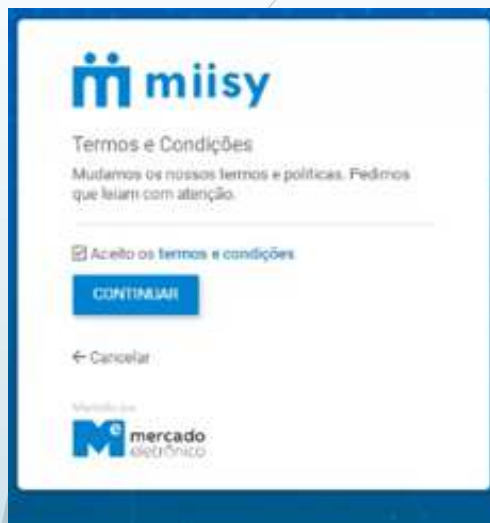 miisy
Termos e Condições
Mudamos os nossos termos e políticas. Pedimos
que leiam com atenção.
Aceito os termos e condições
CONTINUAR
← Cancelar
Me
mercado
eletrônico